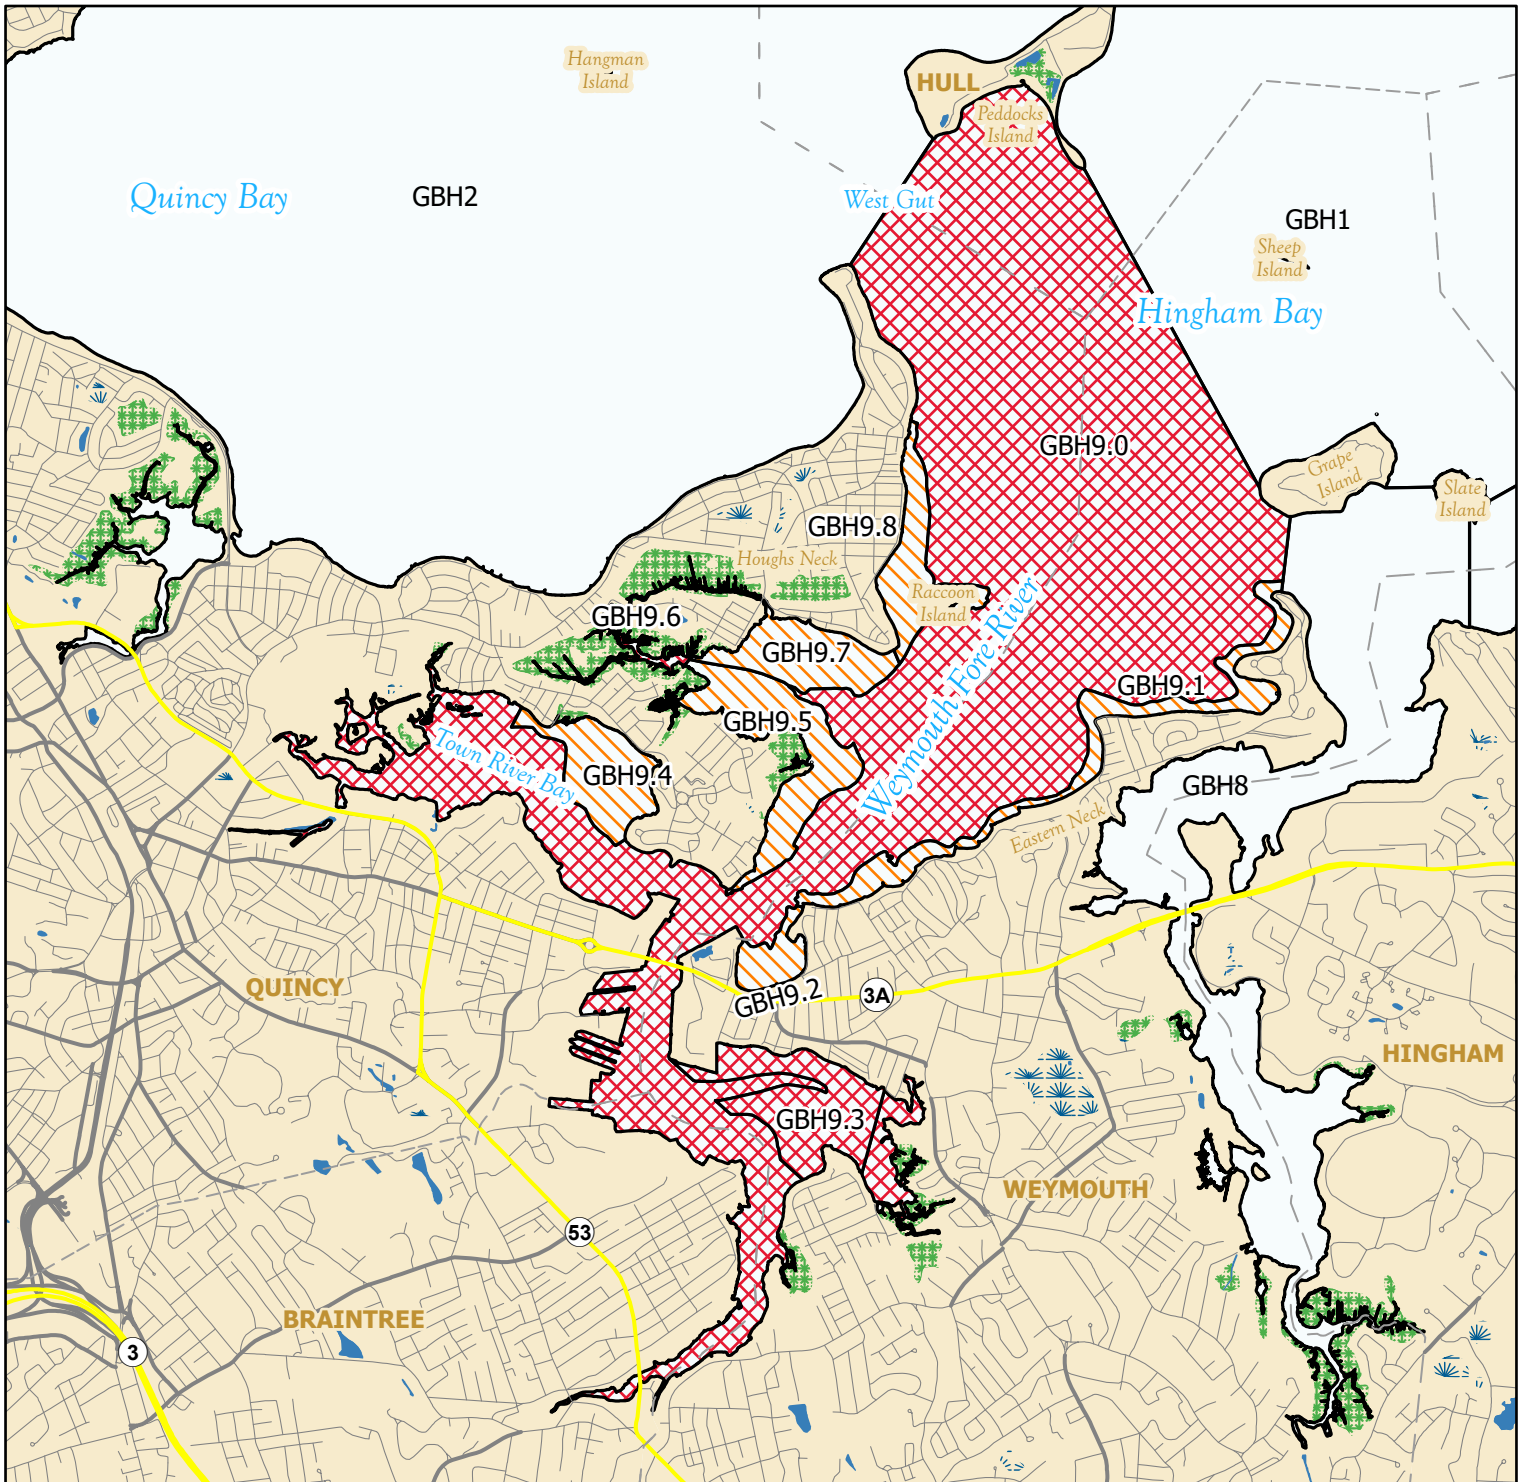 Hangman
Island
HULL
Peddocks
Island
Quincy Bay
GBH2
West Gut
GBH1
Sheep
Island
Hingham Bay
GBH9.0
Grape
Island
Slate
Island
GBH9.8
Houghs Neck
Raccoon
Island
GBH9.6
GBH9.7
Weymouth Fore River
GBH9.1
GBH9.5
Town River Bay
GBH9.4
GBH8
Eastern Neck
QUINCY
GBH9.2
3A
HINGHAM
GBH9.3
WEYMOUTH
53
BRAINTREE
3